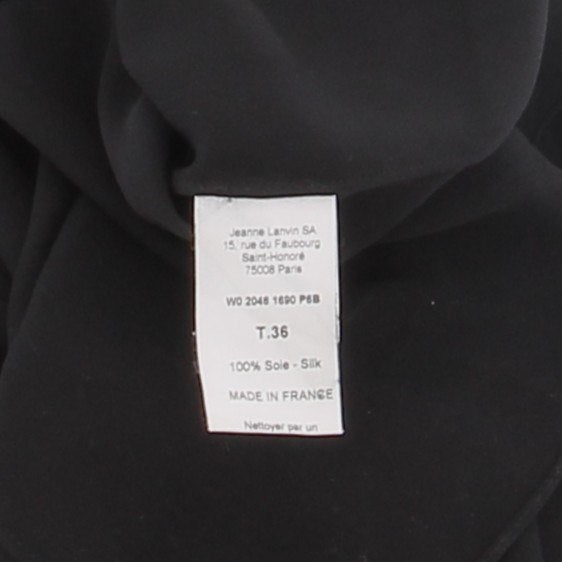 Jeanne Lanvin SA
15, rue du Faubourg
Saint-Honoré
75008 Paris
W0 2046 1690 P6B
T.36
100% Soie - Silk
MADE IN FRANCE
Nettoyer par un